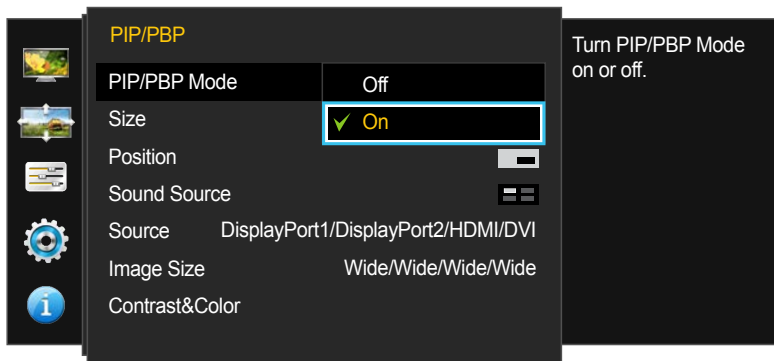 PIP/PBP
PIP/PBP Mode
Off
Size
On
Position
Sound Source
Source DisplayPort1/DisplayPort2/HDMI/DVI
Image Size Wide/Wide/Wide/Wide
Contrast&Color
Turn PIP/PBP Mode
on or off.